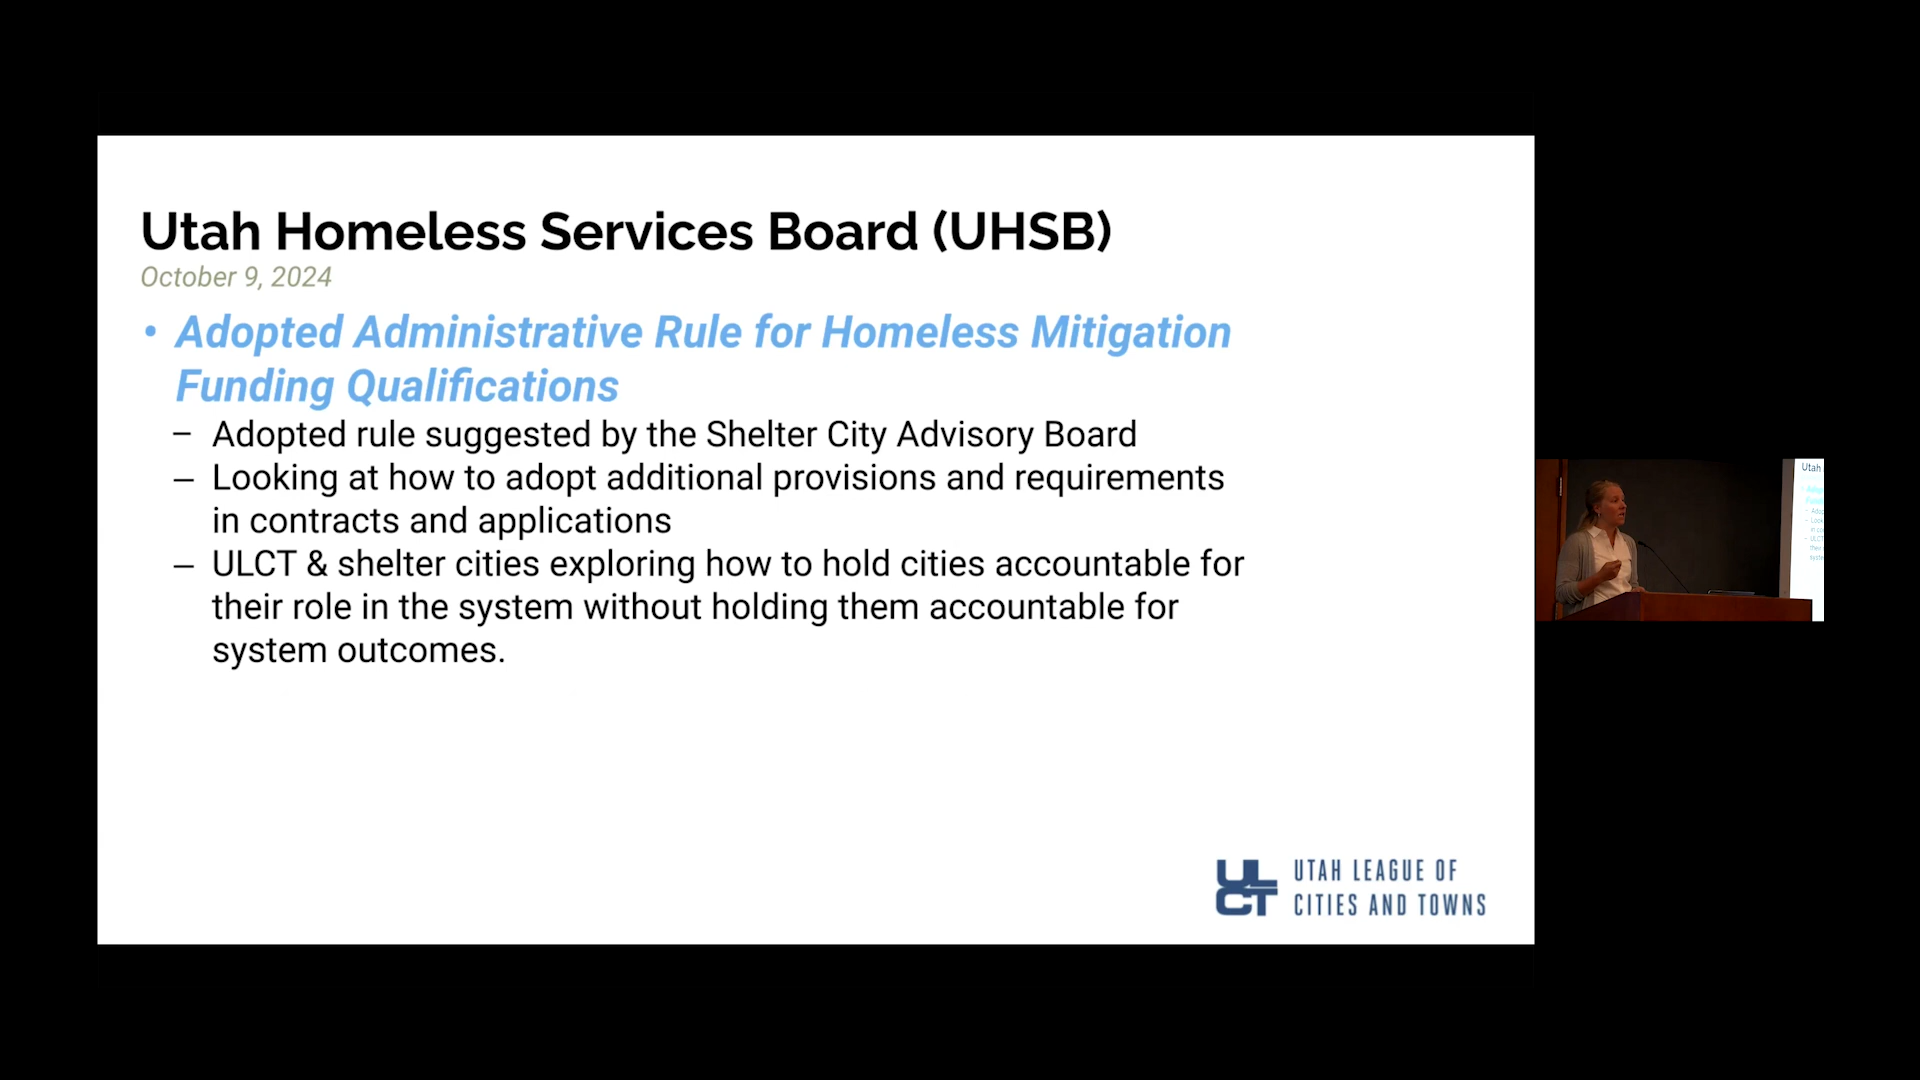 Utah Homeless Services Board (UHSB)
October 9, 2024
• Adopted Administrative Rule for Homeless Mitigation
Funding Qualifications
– Adopted rule suggested by the Shelter City Advisory Board
– Looking at how to adopt additional provisions and requirements
in contracts and applications
– ULCT & shelter cities exploring how to hold cities accountable for
their role in the system without holding them accountable for
system outcomes.
ULCT
UTAH LEAGUE OF
CITIES AND TOWNS
Utah